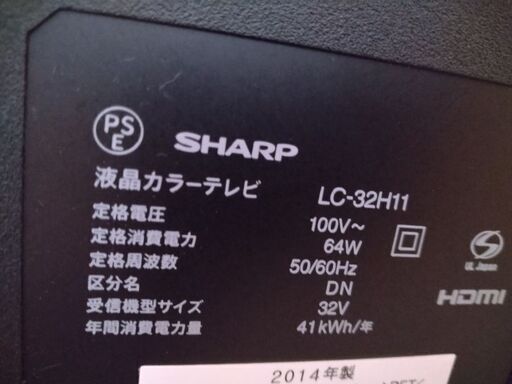 PSE SHARP
液晶カラーテレビ LC-32H11
定格電圧 100V～
定格消費電力 64W
定格周波数 50/60Hz
区分名 DN
受信機型サイズ 32V
年間消費電力量 41kWh/年
S
UL Japan
HDMI
2014年製